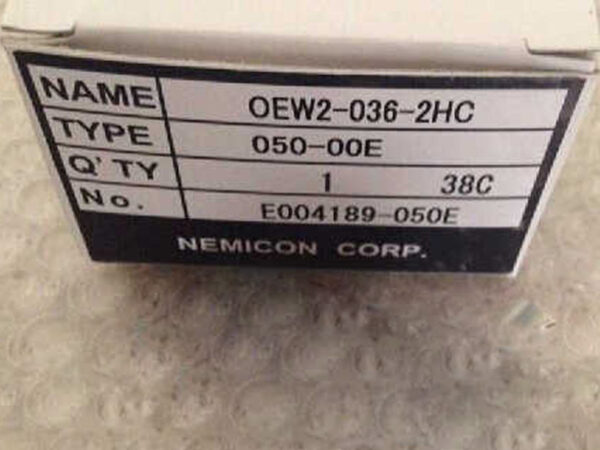 NAME OEW2-036-2HC
TYPE 050-00E
Q'TY 1 38C
No. E004189-050E
NEMICON CORP.